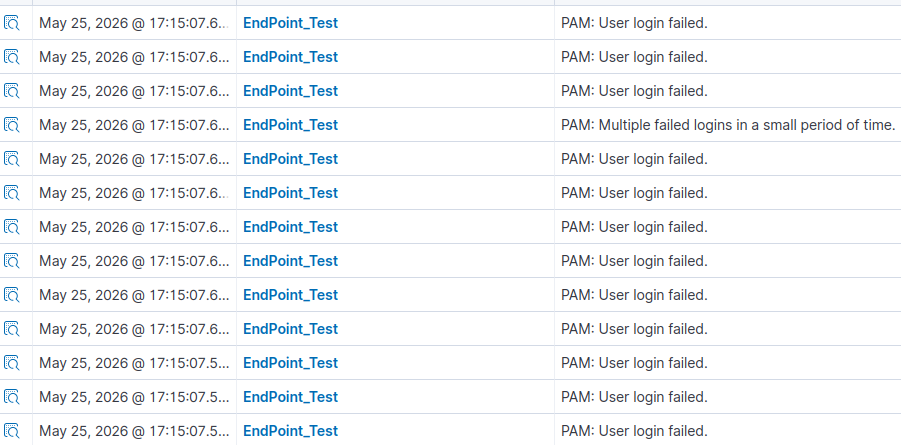 May 25, 2026 @ 17:15:07.6... EndPoint_Test PAM: User login failed.
May 25, 2026 @ 17:15:07.6... EndPoint_Test PAM: User login failed.
May 25, 2026 @ 17:15:07.6... EndPoint_Test PAM: User login failed.
May 25, 2026 @ 17:15:07.6... EndPoint_Test PAM: Multiple failed logins in a small period of time.
May 25, 2026 @ 17:15:07.6... EndPoint_Test PAM: User login failed.
May 25, 2026 @ 17:15:07.6... EndPoint_Test PAM: User login failed.
May 25, 2026 @ 17:15:07.6... EndPoint_Test PAM: User login failed.
May 25, 2026 @ 17:15:07.6... EndPoint_Test PAM: User login failed.
May 25, 2026 @ 17:15:07.6... EndPoint_Test PAM: User login failed.
May 25, 2026 @ 17:15:07.6... EndPoint_Test PAM: User login failed.
May 25, 2026 @ 17:15:07.5... EndPoint_Test PAM: User login failed.
May 25, 2026 @ 17:15:07.5... EndPoint_Test PAM: User login failed.
May 25, 2026 @ 17:15:07.5... EndPoint_Test PAM: User login failed.